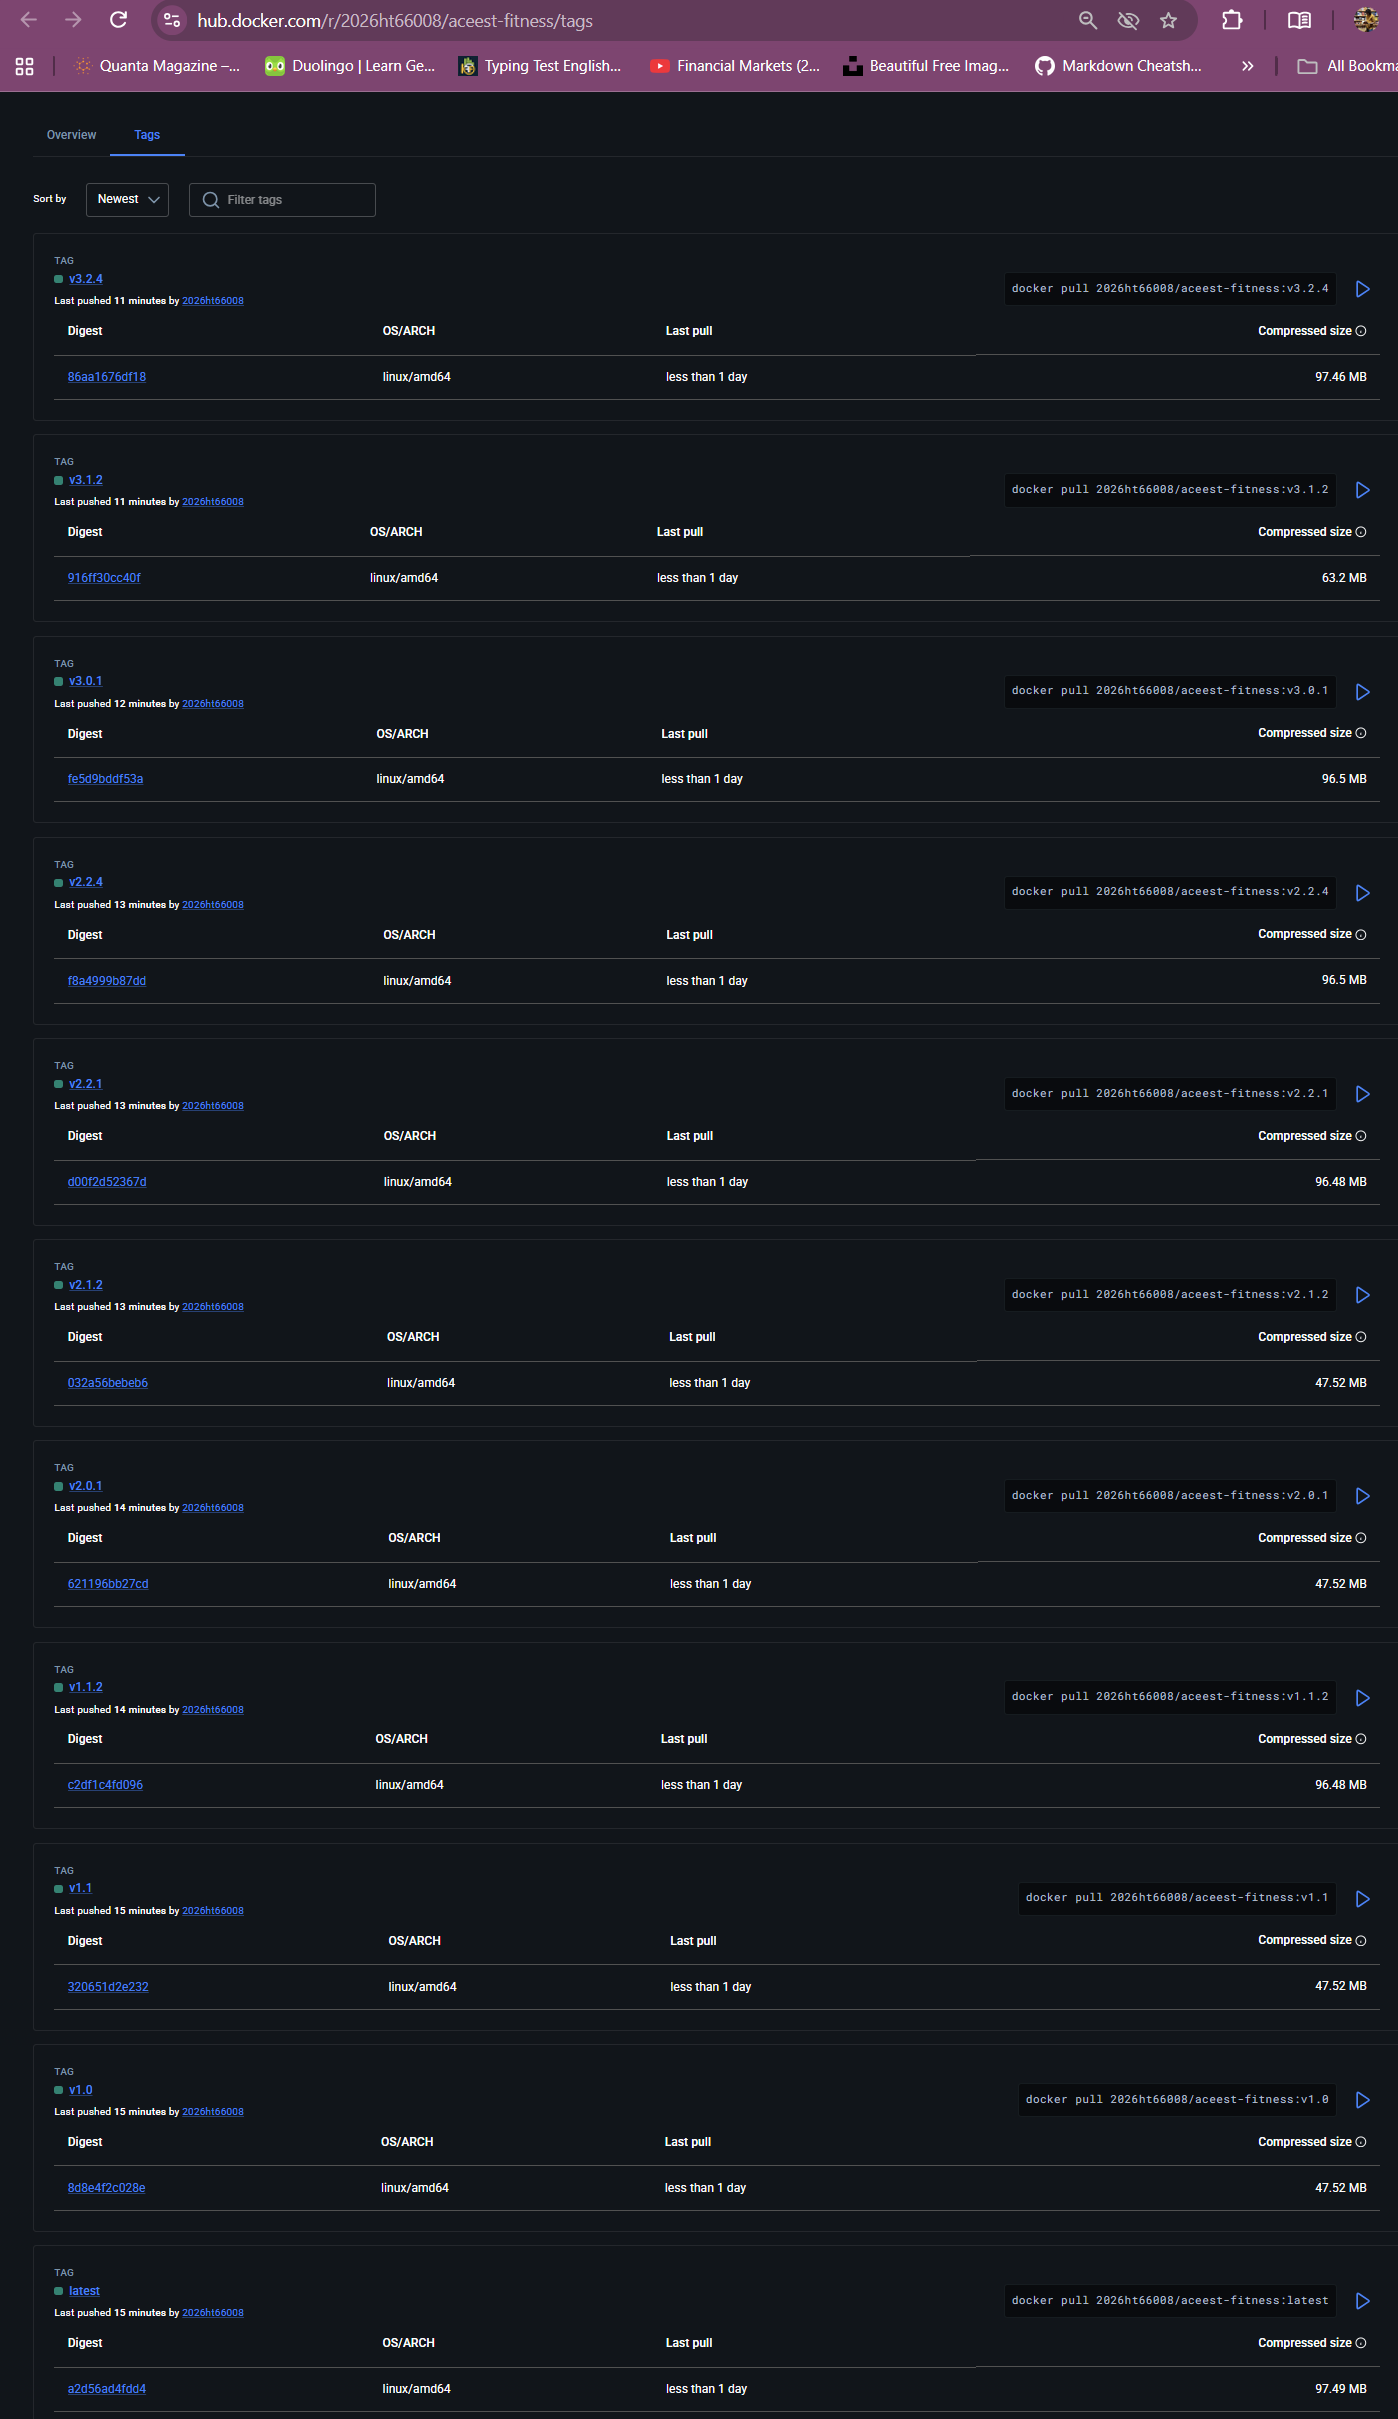 hub.docker.com/r/2026ht66008/aceest-fitness/tags
Quanta Magazine –... Duolingo | Learn Ge... Typing Test English... Financial Markets (2... Beautiful Free Imag... Markdown Cheatsh... » All Bookma
Overview Tags
Sort by Newest Filter tags
TAG
v3.2.4
docker pull 2026ht66008/aceest-fitness:v3.2.4
Last pushed 11 minutes by 2026ht66008
Digest OS/ARCH Last pull Compressed size
86aa1676df18 linux/amd64 less than 1 day 97.46 MB
TAG
v3.1.2
docker pull 2026ht66008/aceest-fitness:v3.1.2
Last pushed 11 minutes by 2026ht66008
Digest OS/ARCH Last pull Compressed size
916ff30cc40f linux/amd64 less than 1 day 63.2 MB
TAG
v3.0.1
docker pull 2026ht66008/aceest-fitness:v3.0.1
Last pushed 12 minutes by 2026ht66008
Digest OS/ARCH Last pull Compressed size
fe5d9bddf53a linux/amd64 less than 1 day 96.5 MB
TAG
v2.2.4
docker pull 2026ht66008/aceest-fitness:v2.2.4
Last pushed 13 minutes by 2026ht66008
Digest OS/ARCH Last pull Compressed size
f8a4999b87dd linux/amd64 less than 1 day 96.5 MB
TAG
v2.2.1
docker pull 2026ht66008/aceest-fitness:v2.2.1
Last pushed 13 minutes by 2026ht66008
Digest OS/ARCH Last pull Compressed size
d00f2d52367d linux/amd64 less than 1 day 96.48 MB
TAG
v2.1.2
docker pull 2026ht66008/aceest-fitness:v2.1.2
Last pushed 13 minutes by 2026ht66008
Digest OS/ARCH Last pull Compressed size
032a56bebeb6 linux/amd64 less than 1 day 47.52 MB
TAG
v2.0.1
docker pull 2026ht66008/aceest-fitness:v2.0.1
Last pushed 14 minutes by 2026ht66008
Digest OS/ARCH Last pull Compressed size
621196bb27cd linux/amd64 less than 1 day 47.52 MB
TAG
v1.1.2
docker pull 2026ht66008/aceest-fitness:v1.1.2
Last pushed 14 minutes by 2026ht66008
Digest OS/ARCH Last pull Compressed size
c2df1c4fd096 linux/amd64 less than 1 day 96.48 MB
TAG
v1.1
docker pull 2026ht66008/aceest-fitness:v1.1
Last pushed 15 minutes by 2026ht66008
Digest OS/ARCH Last pull Compressed size
320651d2e232 linux/amd64 less than 1 day 47.52 MB
TAG
v1.0
docker pull 2026ht66008/aceest-fitness:v1.0
Last pushed 15 minutes by 2026ht66008
Digest OS/ARCH Last pull Compressed size
8d8e4f2c028e linux/amd64 less than 1 day 47.52 MB
TAG
latest
docker pull 2026ht66008/aceest-fitness:latest
Last pushed 15 minutes by 2026ht66008
Digest OS/ARCH Last pull Compressed size
a2d56ad4fdd4 linux/amd64 less than 1 day 97.49 MB